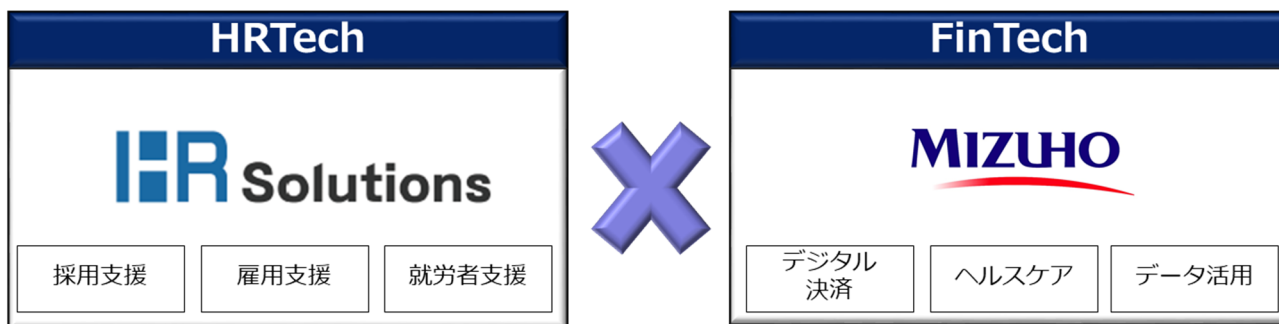 HRTech
HR Solutions
採用支援
雇用支援
就労者支援
FinTech
MIZUHO
デジタル
決済
ヘルスケア
データ活用